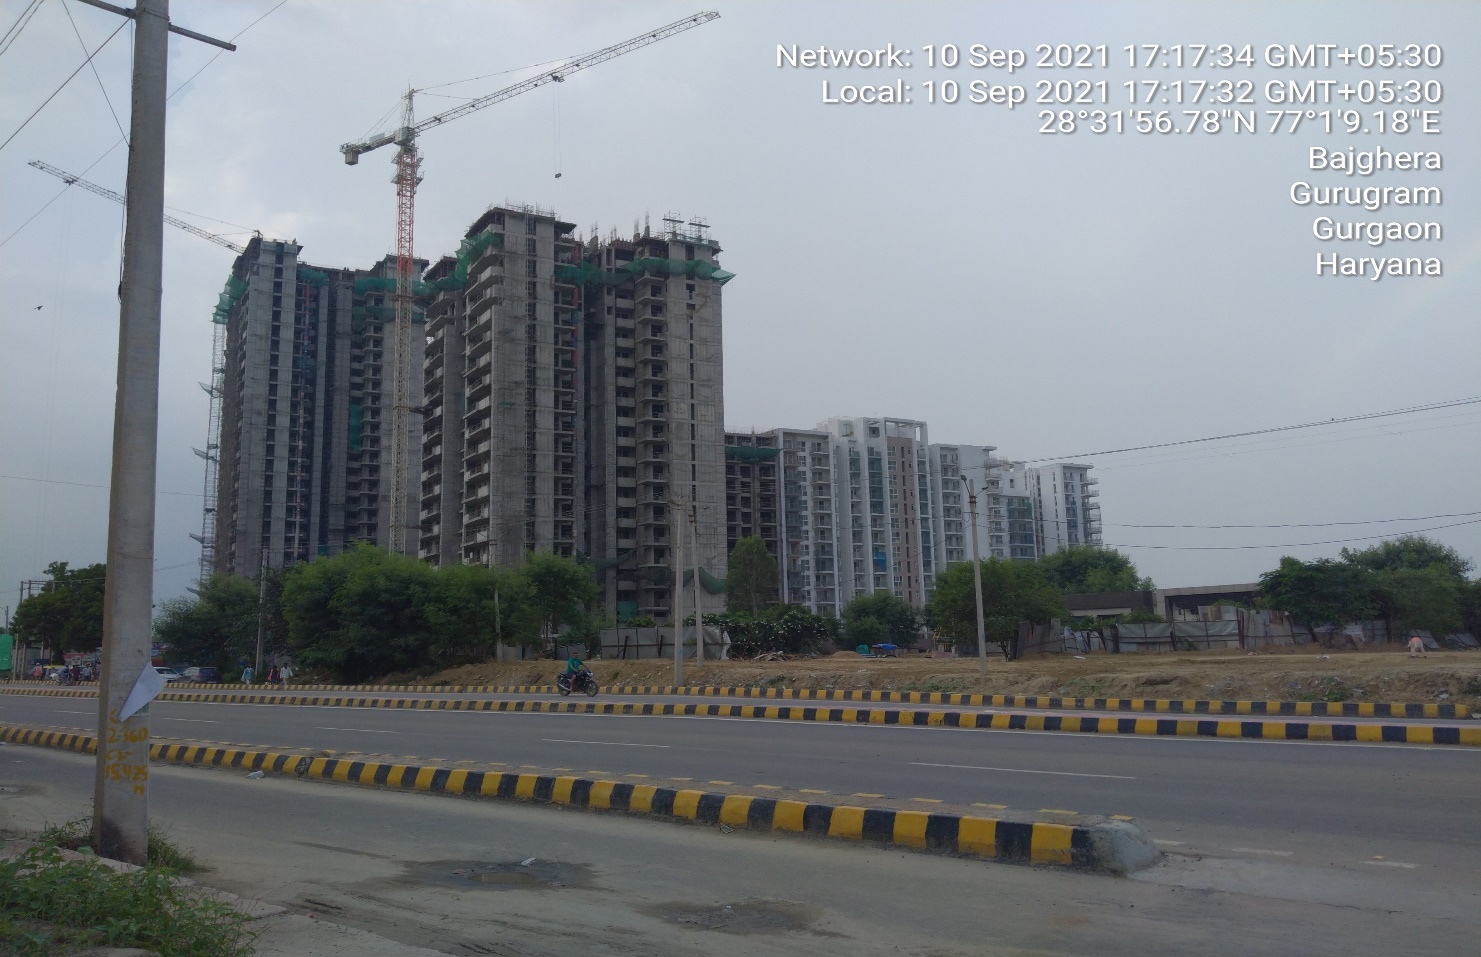 Network: 10 Sep 2021 17:17:34 GMT+05:30
Local: 10 Sep 2021 17:17:32 GMT+05:30
28°31'56.78"N 77°1'9.18"E
Bajghera
Gurugram
Gurgaon
Haryana